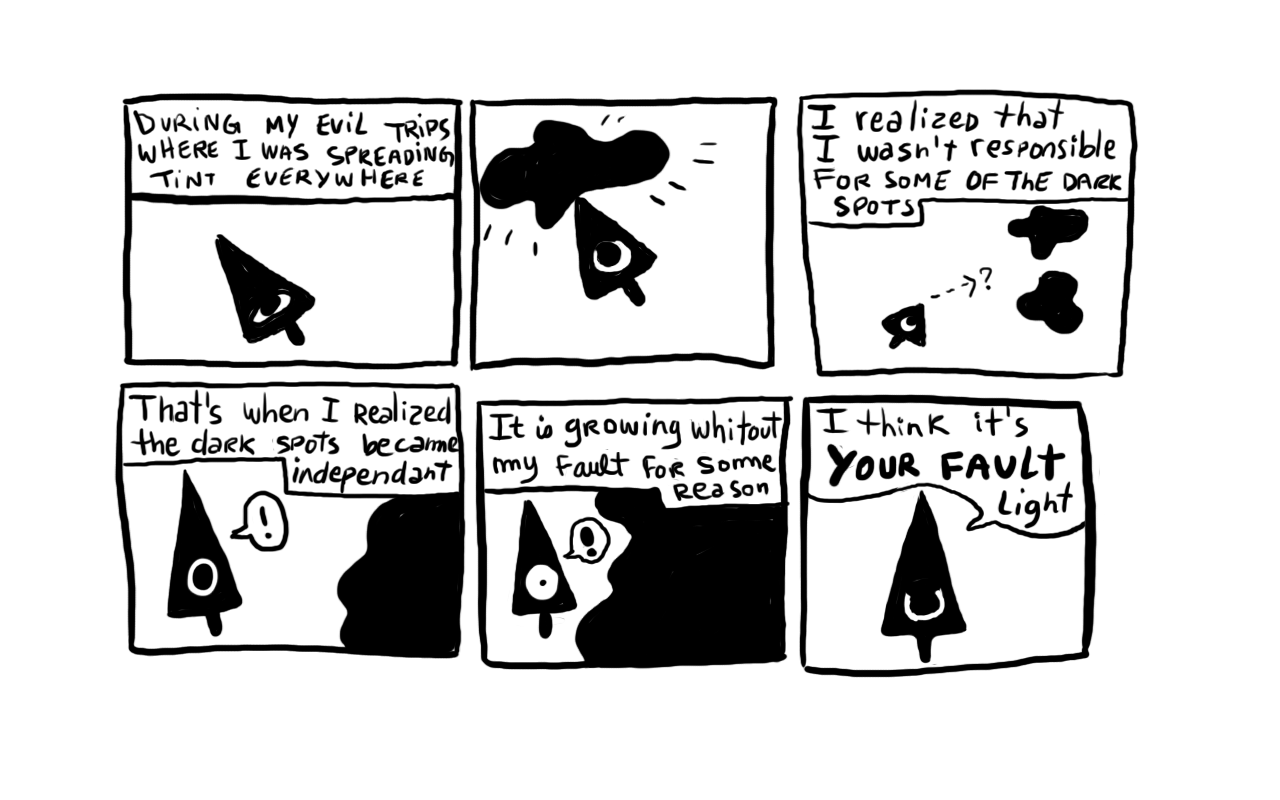 DURING MY EVIL TRIPS
WHERE I WAS SPREADING
TINT EVERYWHERE
I realized that
I wasn't responsible
FOR SOME OF THE DARK
SPOTS
?
That's when I Realized
the dark spots became
independant
!
It is growing whitout
my Fault For some
Reason
!
I think it's
YOUR FAULT
Light